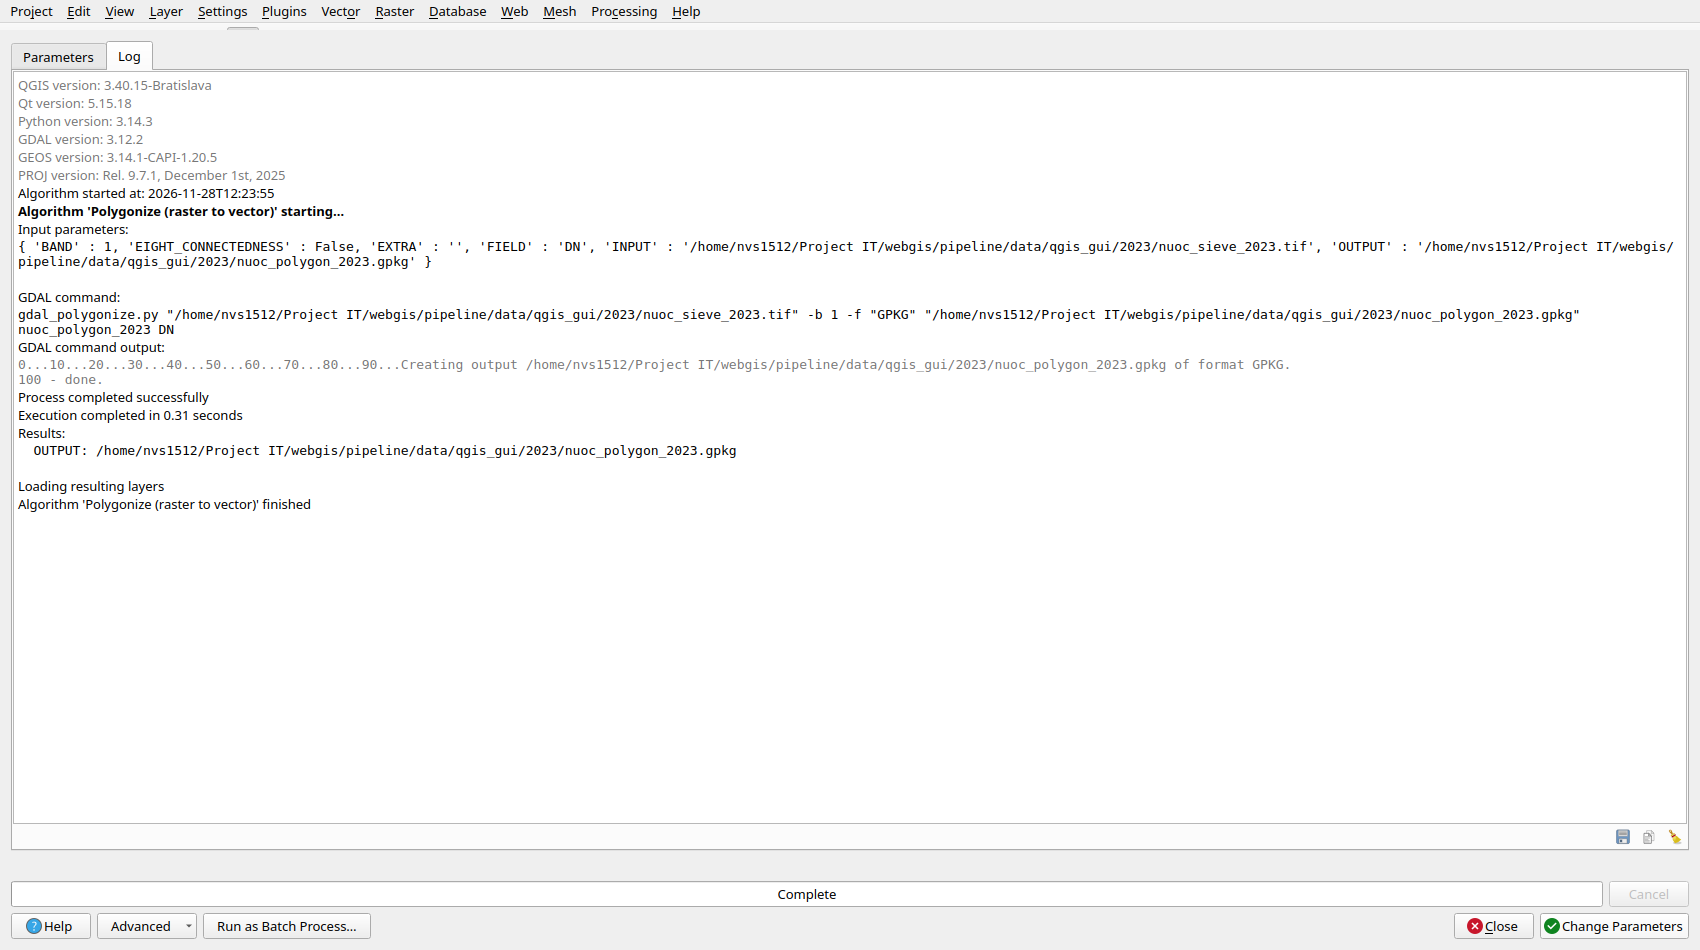 Project Edit View Layer Settings Plugins Vector Raster Database Web Mesh Processing Help
Parameters Log
QGIS version: 3.40.15-Bratislava
Qt version: 5.15.18
Python version: 3.14.3
GDAL version: 3.12.2
GEOS version: 3.14.1-CAPI-1.20.5
PROJ version: Rel. 9.7.1, December 1st, 2025
Algorithm started at: 2026-11-28T12:23:55
Algorithm 'Polygonize (raster to vector)' starting…
Input parameters:
{ 'BAND' : 1, 'EIGHT_CONNECTEDNESS' : False, 'EXTRA' : '', 'FIELD' : 'DN', 'INPUT' : '/home/nvs1512/Project IT/webgis/pipeline/data/qgis_gui/2023/nuoc_sieve_2023.tif', 'OUTPUT' : '/home/nvs1512/Project IT/webgis/
pipeline/data/qgis_gui/2023/nuoc_polygon_2023.gpkg' }
GDAL command:
gdal_polygonize.py "/home/nvs1512/Project IT/webgis/pipeline/data/qgis_gui/2023/nuoc_sieve_2023.tif" -b 1 -f "GPKG" "/home/nvs1512/Project IT/webgis/pipeline/data/qgis_gui/2023/nuoc_polygon_2023.gpkg"
nuoc_polygon_2023 DN
GDAL command output:
0...10...20...30...40...50...60...70...80...90...Creating output /home/nvs1512/Project IT/webgis/pipeline/data/qgis_gui/2023/nuoc_polygon_2023.gpkg of format GPKG.
100 - done.
Process completed successfully
Execution completed in 0.31 seconds
Results:
OUTPUT: /home/nvs1512/Project IT/webgis/pipeline/data/qgis_gui/2023/nuoc_polygon_2023.gpkg
Loading resulting layers
Algorithm 'Polygonize (raster to vector)' finished
Complete Cancel
Help Advanced Run as Batch Process… Close Change Parameters